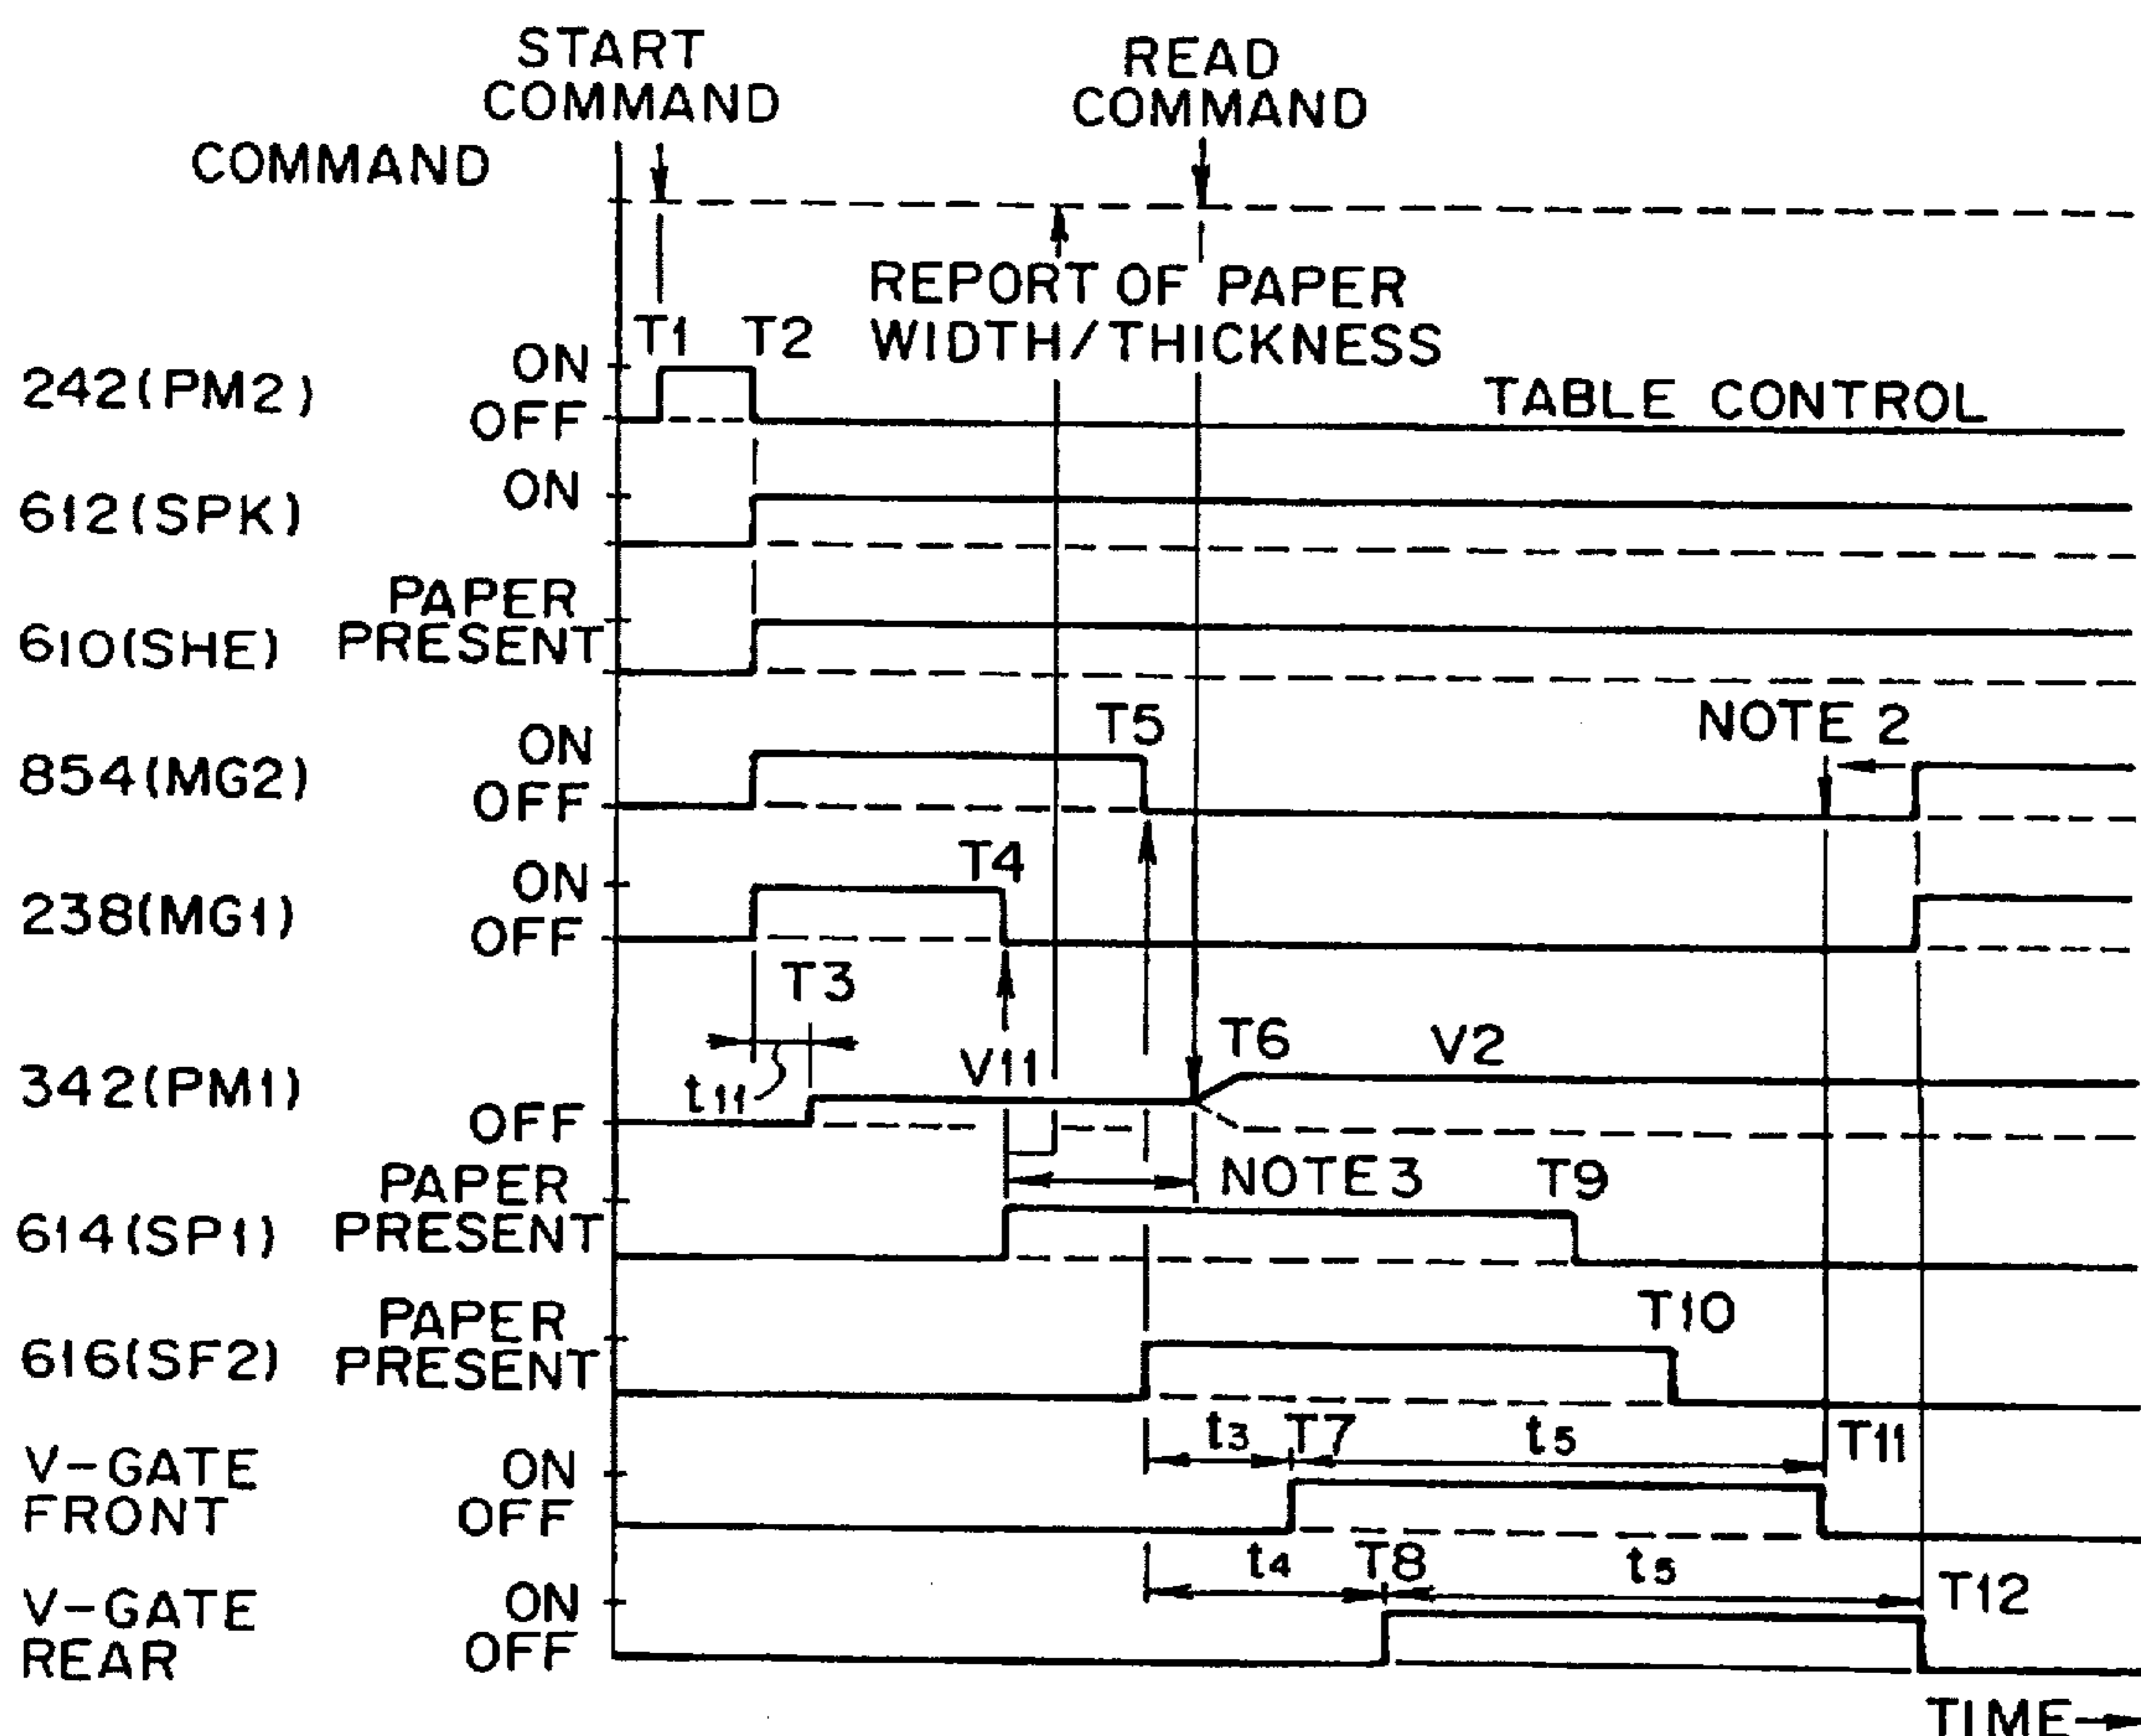 START
COMMAND
READ
COMMAND
COMMAND
REPORT OF PAPER
WIDTH/THICKNESS
T1
T2
242(PM2)
ON
OFF
TABLE CONTROL
612(SPK)
ON
610(SHE)
PAPER
PRESENT
T5
NOTE 2
854(MG2)
ON
OFF
T4
238(MG1)
ON
OFF
T3
t11
V11
T6
V2
342(PM1)
OFF
NOTE 3
T9
614(SP1)
PAPER
PRESENT
T10
616(SF2)
PAPER
PRESENT
t3
T7
t5
T11
V-GATE
FRONT
ON
OFF
t4
T8
t5
T12
V-GATE
REAR
ON
OFF
TIME